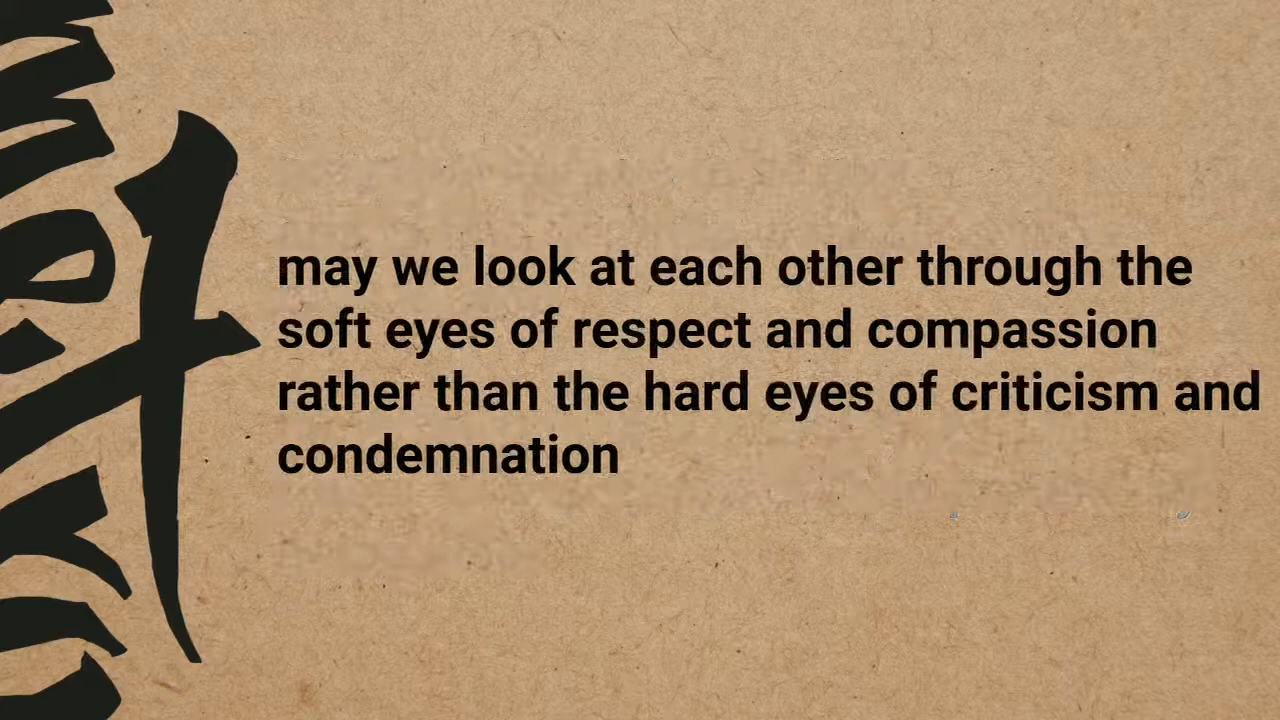 may we look at each other through the
soft eyes of respect and compassion
rather than the hard eyes of criticism and
condemnation